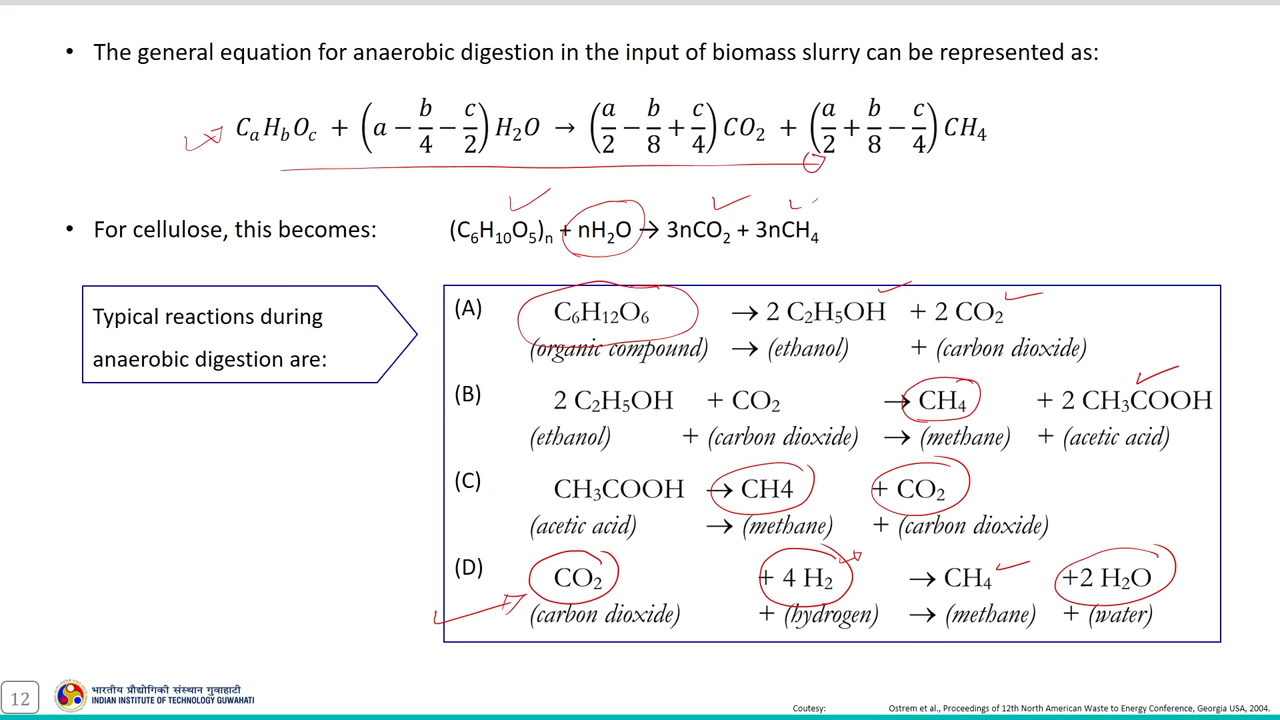 • The general equation for anaerobic digestion in the input of biomass slurry can be represented as:
CₐH_bO_c + (a − b/4 − c/2) H₂O → (a/2 − b/8 + c/4) CO₂ + (a/2 + b/8 − c/4) CH₄
• For cellulose, this becomes: (C₆H₁₀O₅)ₙ + nH₂O → 3nCO₂ + 3nCH₄
Typical reactions during
anaerobic digestion are:
(A) C₆H₁₂O₆ → 2 C₂H₅OH + 2 CO₂
(organic compound) → (ethanol) + (carbon dioxide)
(B) 2 C₂H₅OH + CO₂ → CH₄ + 2 CH₃COOH
(ethanol) + (carbon dioxide) → (methane) + (acetic acid)
(C) CH₃COOH → CH4 + CO₂
(acetic acid) → (methane) + (carbon dioxide)
(D) CO₂ + 4 H₂ → CH₄ +2 H₂O
(carbon dioxide) + (hydrogen) → (methane) + (water)
12
भारतीय प्रौद्योगिकी संस्थान गुवाहाटी
INDIAN INSTITUTE OF TECHNOLOGY GUWAHATI
Coutesy: Ostrem et al., Proceedings of 12th North American Waste to Energy Conference, Georgia USA, 2004.